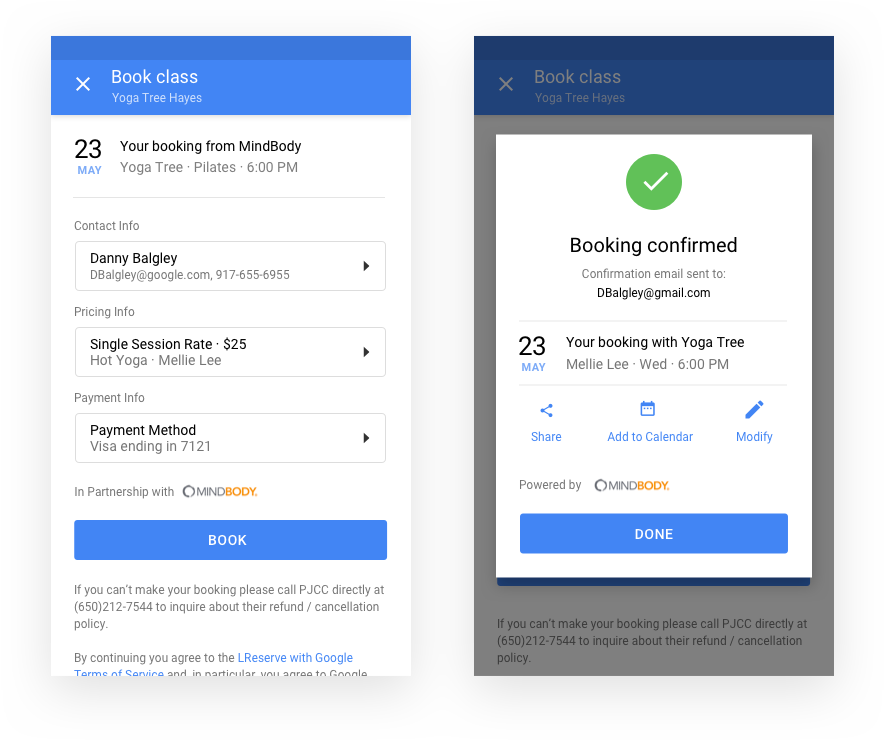 Book class
Yoga Tree Hayes
23
MAY
Your booking from MindBody
Yoga Tree · Pilates · 6:00 PM
Contact Info
Danny Balgley
DBalgley@google.com, 917-655-6955
Pricing Info
Single Session Rate · $25
Hot Yoga · Mellie Lee
Payment Info
Payment Method
Visa ending in 7121
In Partnership with MINDBODY.
BOOK
If you can't make your booking please call PJCC directly at
(650)212-7544 to inquire about their refund / cancellation
policy.
By continuing you agree to the LReserve with Google
Terms of Service and, in particular, you agree to Google
Book class
Yoga Tree Hayes
Booking confirmed
Confirmation email sent to:
DBalgley@gmail.com
23
MAY
Your booking with Yoga Tree
Mellie Lee · Wed · 6:00 PM
Share
Add to Calendar
Modify
Powered by MINDBODY.
DONE
If you can't make your booking please call PJCC directly at
(650)212-7544 to inquire about their refund / cancellation
policy.